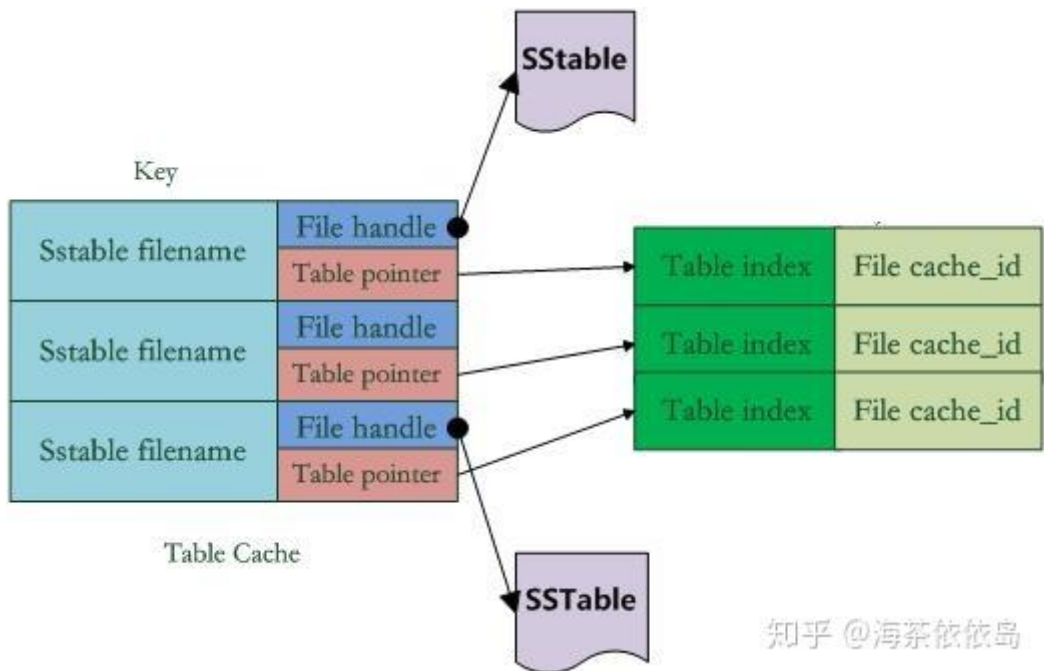 SStable
Key
Sstable filename
File handle
Table pointer
Sstable filename
File handle
Table pointer
Sstable filename
File handle
Table pointer
Table index
File cache_id
Table index
File cache_id
Table index
File cache_id
Table Cache
SSTable
知乎 @海茶依依岛